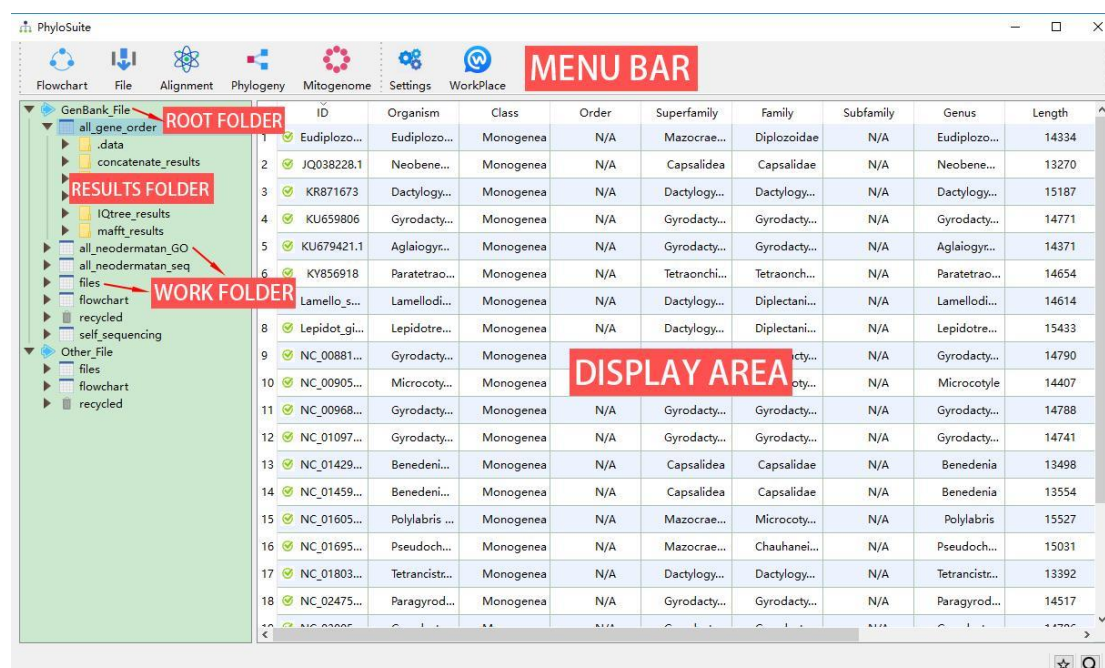 PhyloSuite
Flowchart File Alignment Phylogeny Mitogenome Settings WorkPlace
MENU BAR
GenBank_File
ROOT FOLDER
all_gene_order
.data
concatenate_results
RESULTS FOLDER
IQtree_results
mafft_results
all_neodermatan_GO
all_neodermatan_seq
files
WORK FOLDER
flowchart
recycled
self_sequencing
Other_File
files
flowchart
recycled
ID Organism Class Order Superfamily Family Subfamily Genus Length
1 Eudiplozo... Eudiplozo... Monogenea N/A Mazocrae... Diplozoidae N/A Eudiplozo... 14334
2 JQ038228.1 Neobene... Monogenea N/A Capsalidea Capsalidae N/A Neobene... 13270
3 KR871673 Dactylogy... Monogenea N/A Dactylogy... Dactylogy... N/A Dactylogy... 15187
4 KU659806 Gyrodacty... Monogenea N/A Gyrodacty... Gyrodacty... N/A Gyrodacty... 14771
5 KU679421.1 Aglaiogyr... Monogenea N/A Gyrodacty... Gyrodacty... N/A Aglaiogyr... 14371
6 KY856918 Paratetrao... Monogenea N/A Tetraonchi... Tetraonch... N/A Paratetrao... 14654
Lamello_s... Lamellodi... Monogenea N/A Dactylogy... Diplectani... N/A Lamellodi... 14614
8 Lepidot_gi... Lepidotre... Monogenea N/A Dactylogy... Diplectani... N/A Lepidotre... 15433
9 NC_00881... Gyrodacty... Monogenea N/A Gyrodacty... 14790
DISPLAY AREA
10 NC_00905... Microcoty... Monogenea N/A Microcotyle 14407
11 NC_00968... Gyrodacty... Monogenea N/A Gyrodacty... Gyrodacty... N/A Gyrodacty... 14788
12 NC_01097... Gyrodacty... Monogenea N/A Gyrodacty... Gyrodacty... N/A Gyrodacty... 14741
13 NC_01429... Benedeni... Monogenea N/A Capsalidea Capsalidae N/A Benedenia 13498
14 NC_01459... Benedeni... Monogenea N/A Capsalidea Capsalidae N/A Benedenia 13554
15 NC_01605... Polylabris ... Monogenea N/A Mazocrae... Microcoty... N/A Polylabris 15527
16 NC_01695... Pseudoch... Monogenea N/A Mazocrae... Chauhanei... N/A Pseudoch... 15031
17 NC_01803... Tetrancistr... Monogenea N/A Dactylogy... Dactylogy... N/A Tetrancistr... 13392
18 NC_02475... Paragyrod... Monogenea N/A Gyrodacty... Gyrodacty... N/A Paragyrod... 14517